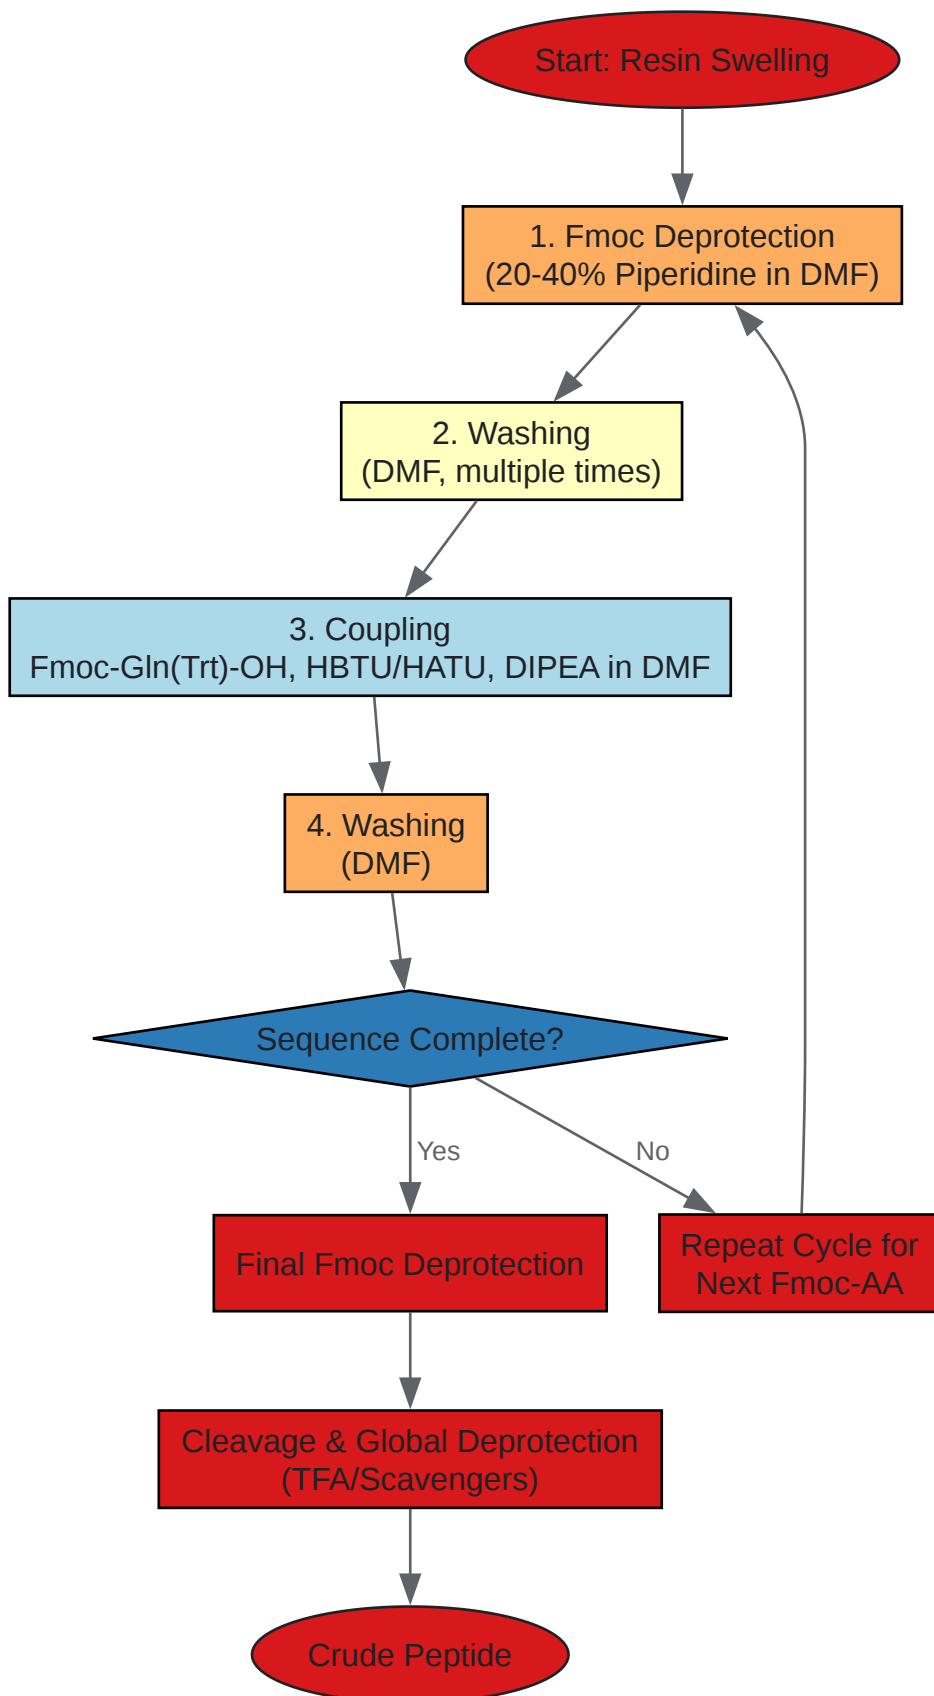 Start: Resin Swelling
1. Fmoc Deprotection
(20-40% Piperidine in DMF)
2. Washing
(DMF, multiple times)
3. Coupling
Fmoc-Gln(Trt)-OH, HBTU/HATU, DIPEA in DMF
4. Washing
(DMF)
Sequence Complete?
Yes
No
Final Fmoc Deprotection
Repeat Cycle for
Next Fmoc-AA
Cleavage & Global Deprotection
(TFA/Scavengers)
Crude Peptide